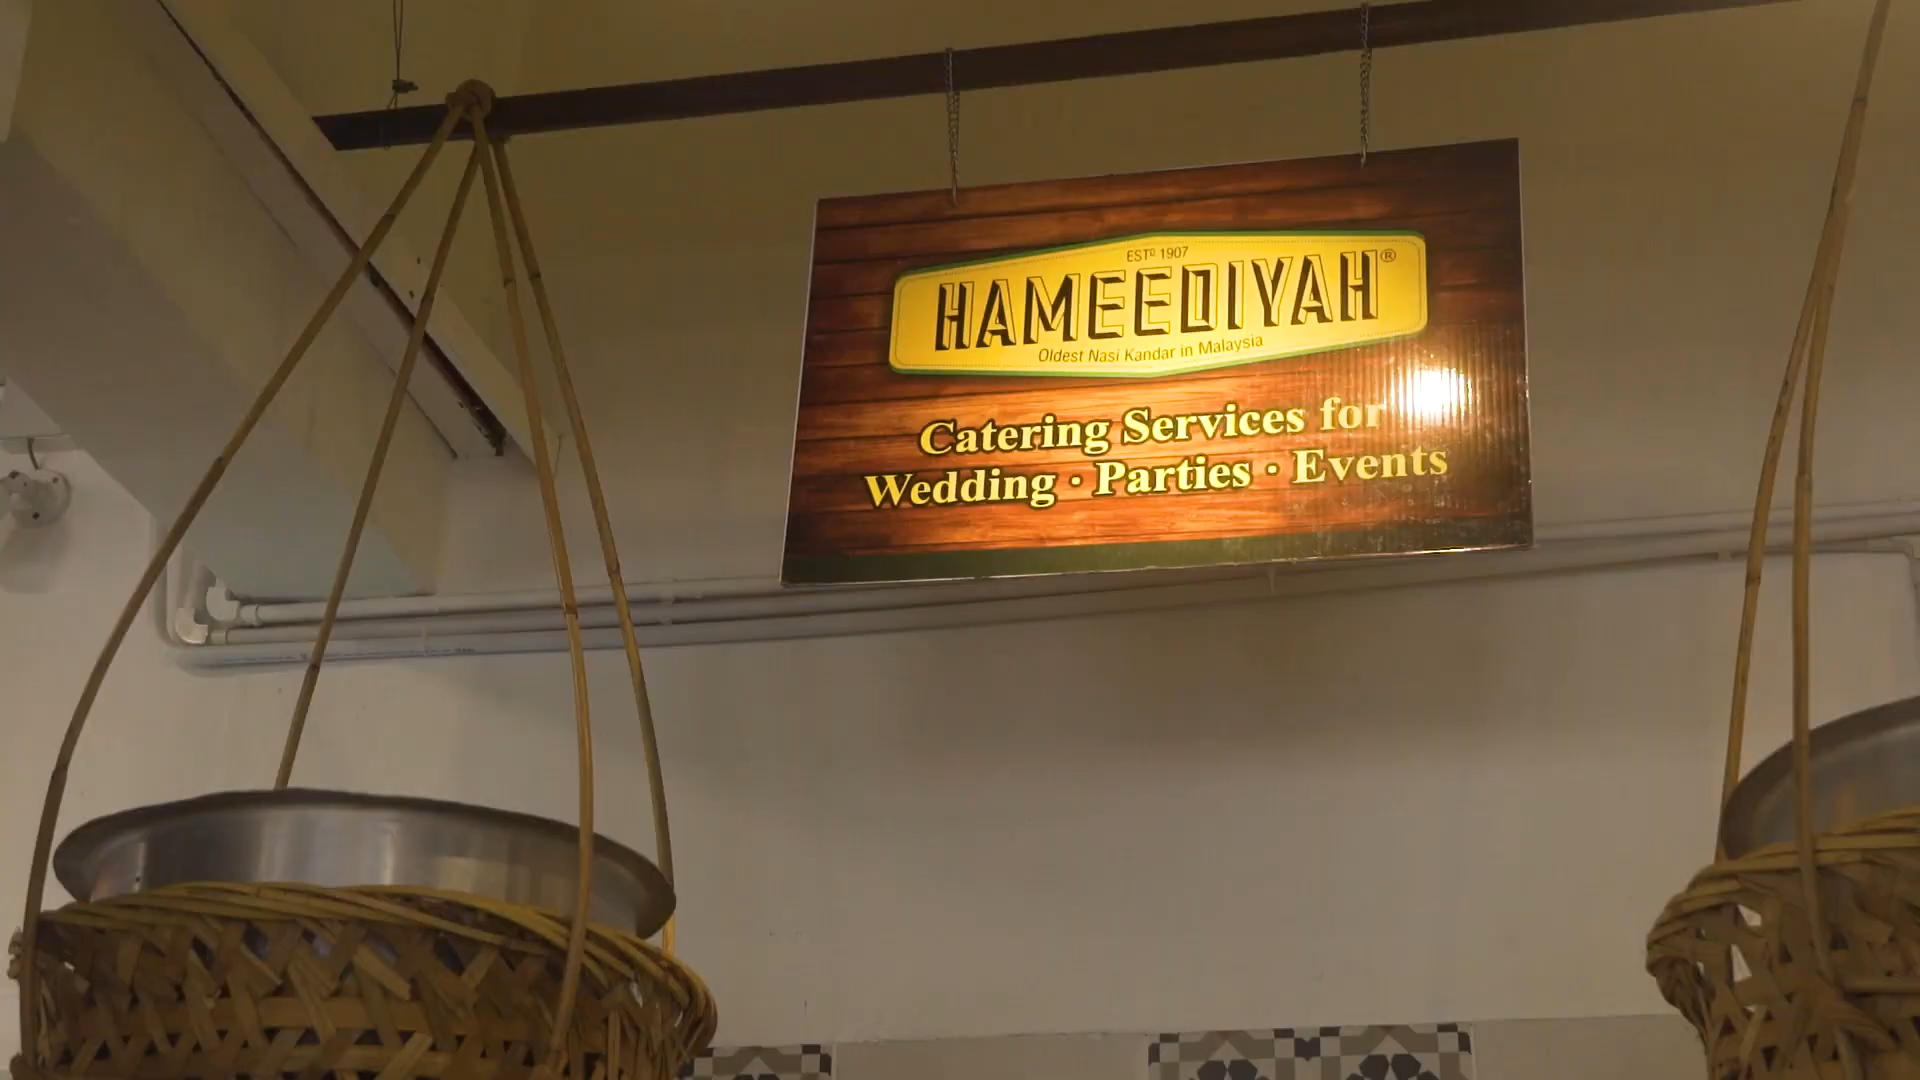 ESTD 1907
HAMEEDIYAH®
Oldest Nasi Kandar in Malaysia
Catering Services for
Wedding · Parties · Events